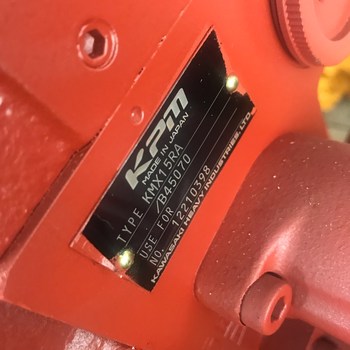 KPM
MADE IN JAPAN
TYPE KMX15RA
/B45070
USE FOR
NO. 12210398
KAWASAKI HEAVY INDUSTRIES, LTD.